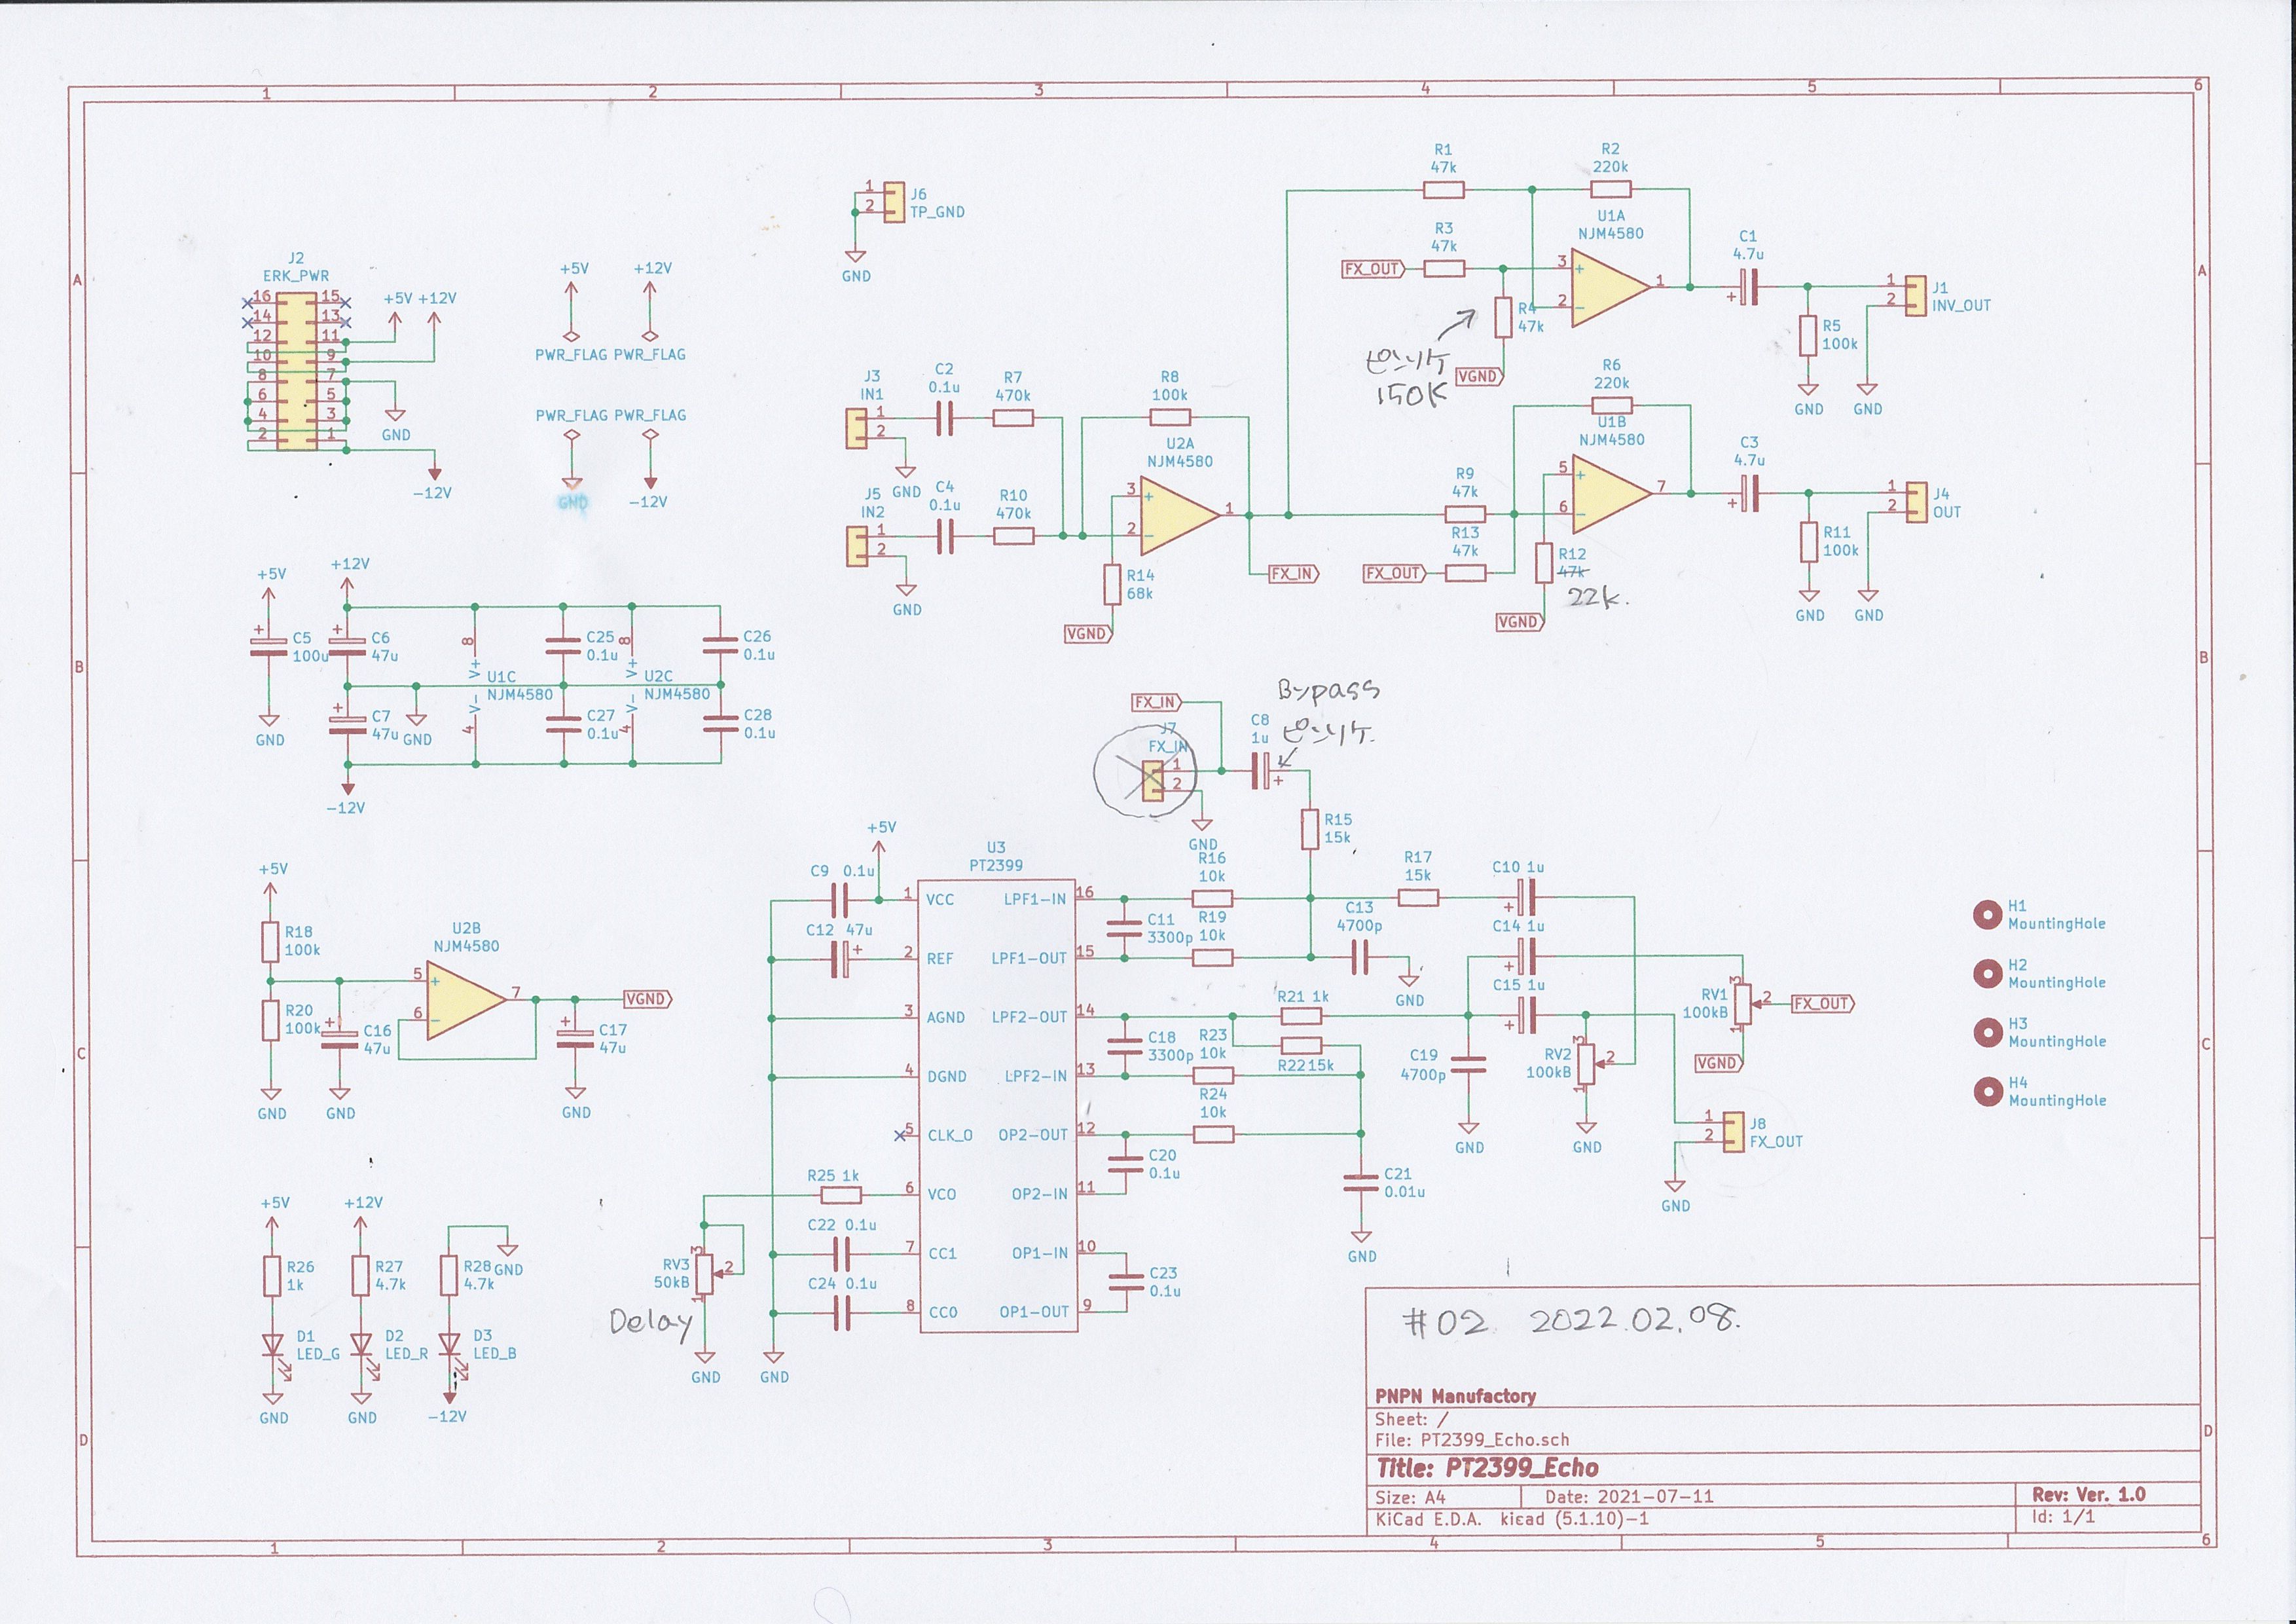 1 2 3 4 5 6
A
B
C
D
A
B
C
D
1 2 3 4 5 6
J2
ERK_PWR
16 15
14 13
12 11
10 9
8 7
6 5
4 3
2 1
+5V +12V
GND
-12V
+5V +12V
PWR_FLAG PWR_FLAG
PWR_FLAG PWR_FLAG
GND -12V
1
2
J6
TP_GND
GND
J3
IN1
1
2
GND
C2
0.1u
R7
470k
J5
IN2
1
2
GND
C4
0.1u
R10
470k
R8
100k
U2A
NJM4580
3
+
2
-
1
R14
68k
VGND
FX_IN
R1
47k
R2
220k
U1A
NJM4580
R3
47k
FX_OUT
3
+
2
-
1
R4
47k
VGND
ピンソケ
150K
C1
4.7u
+
R5
100k
GND
GND
1
2
J1
INV_OUT
R6
220k
U1B
NJM4580
R9
47k
R13
47k
FX_OUT
5
+
6
-
7
R12
47k
22k.
VGND
C3
4.7u
+
R11
100k
GND
GND
1
2
J4
OUT
+5V
+
C5
100u
GND
+12V
+
C6
47u
+
C7
47u
GND
-12V
8
V+
V-
4
U1C
NJM4580
C25
0.1u
C27
0.1u
8
V+
V-
4
U2C
NJM4580
C26
0.1u
C28
0.1u
+5V
R18
100k
R20
100k
GND
+
C16
47u
GND
U2B
NJM4580
5
+
6
-
7
VGND
+
C17
47u
GND
+5V
R26
1k
D1
LED_G
GND
+12V
R27
4.7k
D2
LED_R
GND
GND
R28
4.7k
D3
LED_B
-12V
FX_IN
J7
FX_IN
1
2
GND
C8
1u
+
Bypass
ピンソケ.
R15
15k
+5V
U3
PT2399
C9 0.1u
1 VCC
C12 47u
+
2 REF
3 AGND
4 DGND
5 CLK_O
R25 1k
6 VCO
C22 0.1u
7 CC1
C24 0.1u
8 CC0
RV3
50kB
3
2
1
Delay
GND
GND
LPF1-IN 16
LPF1-OUT 15
LPF2-OUT 14
LPF2-IN 13
OP2-OUT 12
OP2-IN 11
OP1-IN 10
OP1-OUT 9
C11
3300p
R16
10k
R19
10k
R17
15k
C13
4700p
GND
C10 1u
+
C14 1u
+
C15 1u
+
C18
3300p
R21 1k
R23
10k
R22 15k
R24
10k
C20
0.1u
C21
0.01u
GND
C23
0.1u
C19
4700p
GND
RV2
100kB
3
2
1
GND
RV1
100kB
3
2
1
FX_OUT
VGND
1
2
J8
FX_OUT
GND
H1
MountingHole
H2
MountingHole
H3
MountingHole
H4
MountingHole
#02 2022.02.08.
PNPN Manufactory
Sheet: /
File: PT2399_Echo.sch
Title: PT2399_Echo
Size: A4 Date: 2021-07-11 Rev: Ver. 1.0
KiCad E.D.A. kicad (5.1.10)-1 Id: 1/1